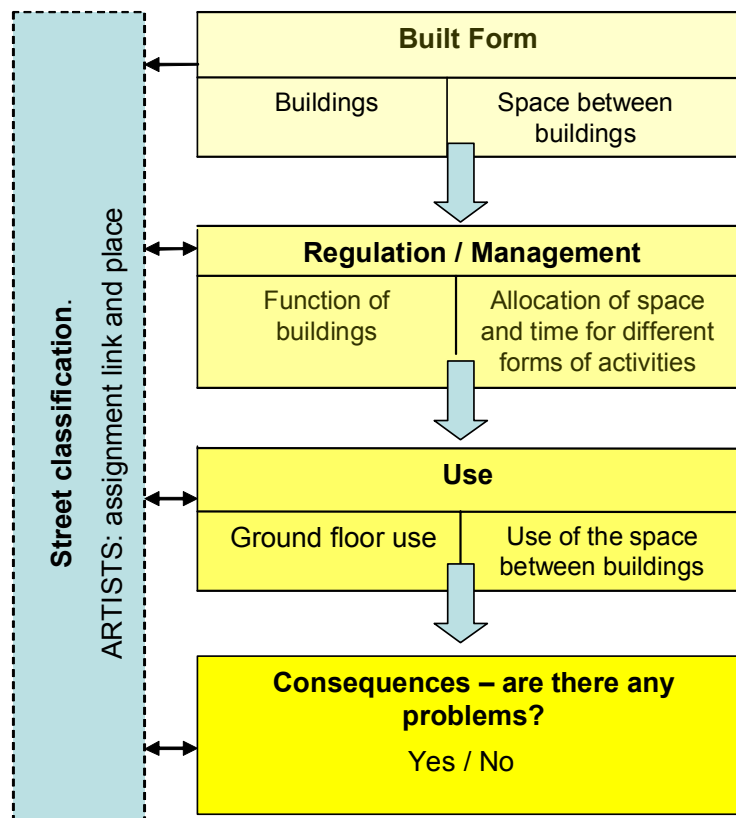 Street classification.
ARTISTS: assignment link and place
Built Form
Buildings
Space between
buildings
Regulation / Management
Function of
buildings
Allocation of space
and time for different
forms of activities
Use
Ground floor use
Use of the space
between buildings
Consequences – are there any
problems?
Yes / No